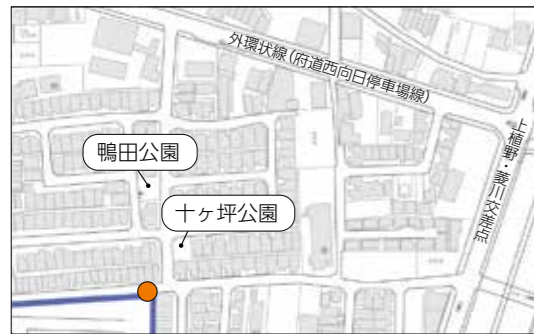 外環状線(府道西向日停車場線)
鴨田公園
十ヶ坪公園
上植野・菱川交差点